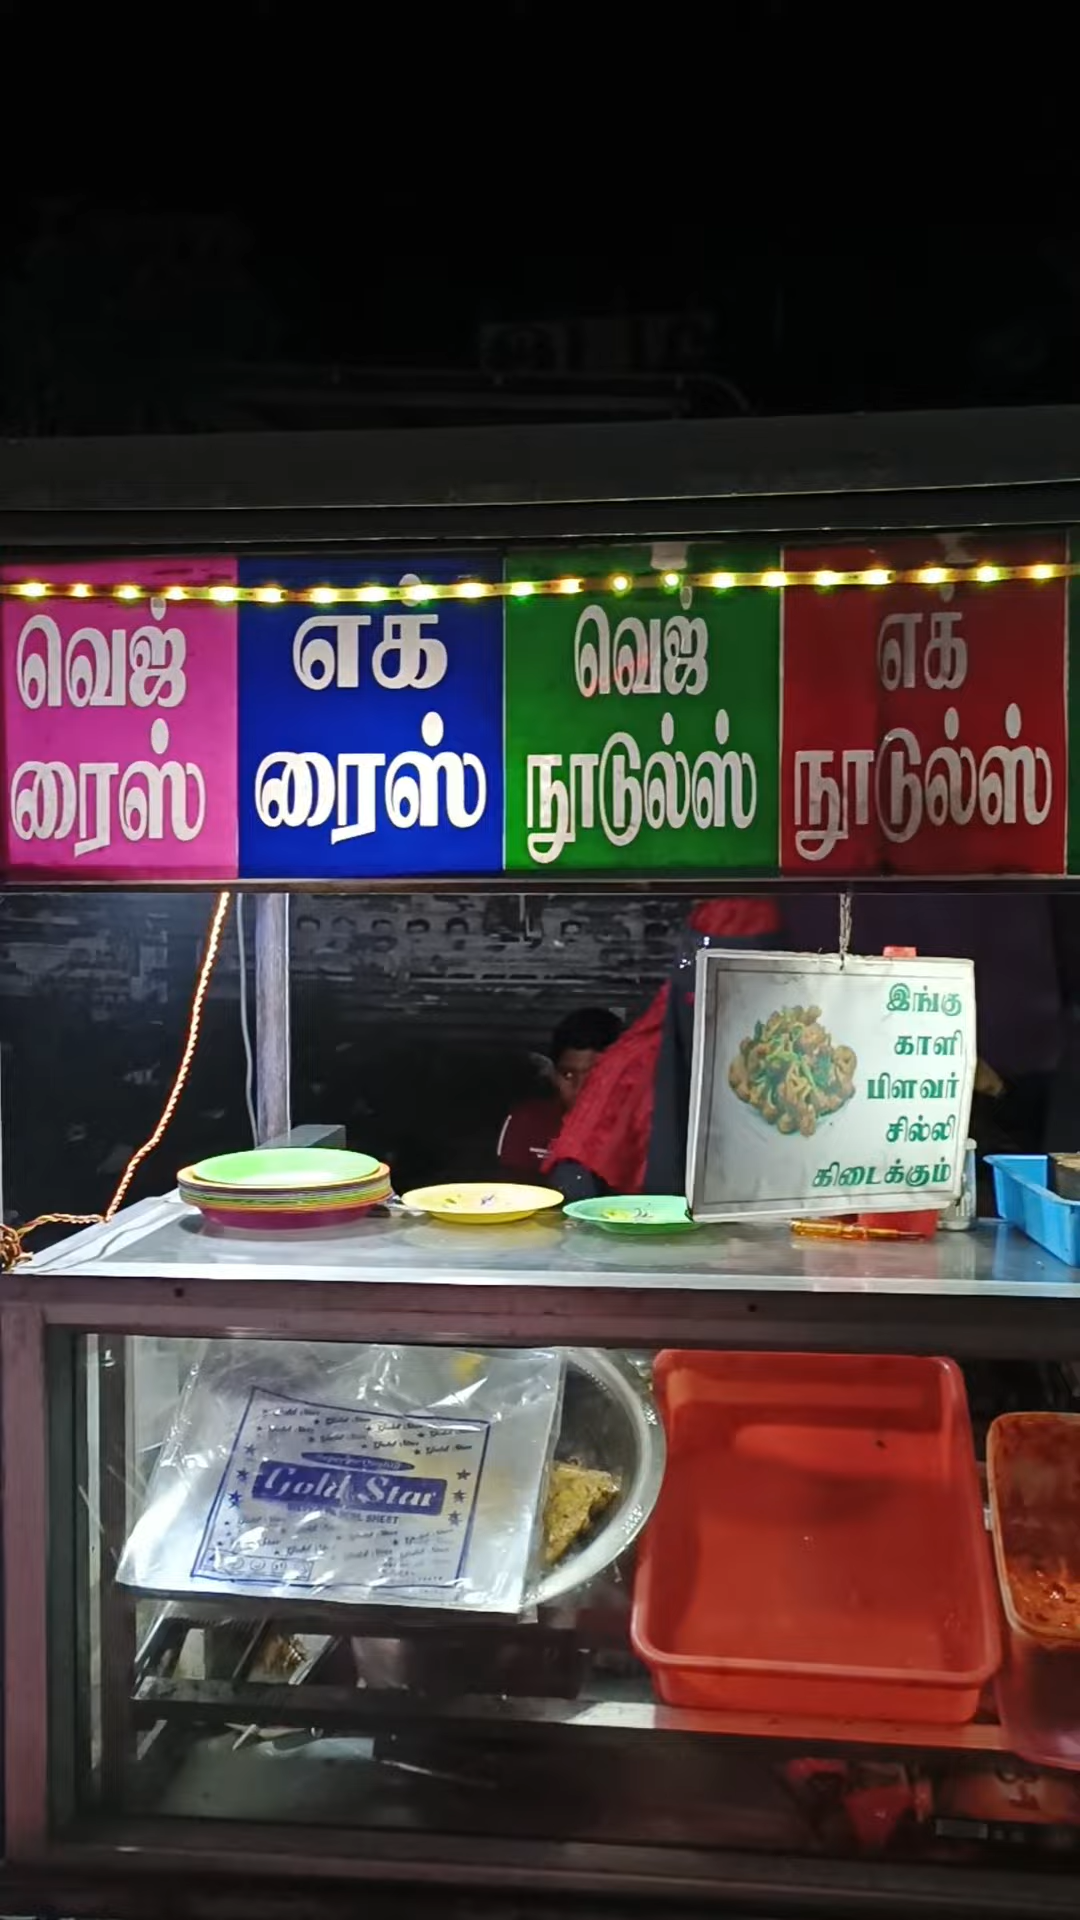 வெஜ்
ரைஸ்
எக்
ரைஸ்
வெஜ்
நூடுல்ஸ்
எக்
நூடுல்ஸ்
இங்கு
காளி
பிளவர்
சில்லி
கிடைக்கும்
Gold Star